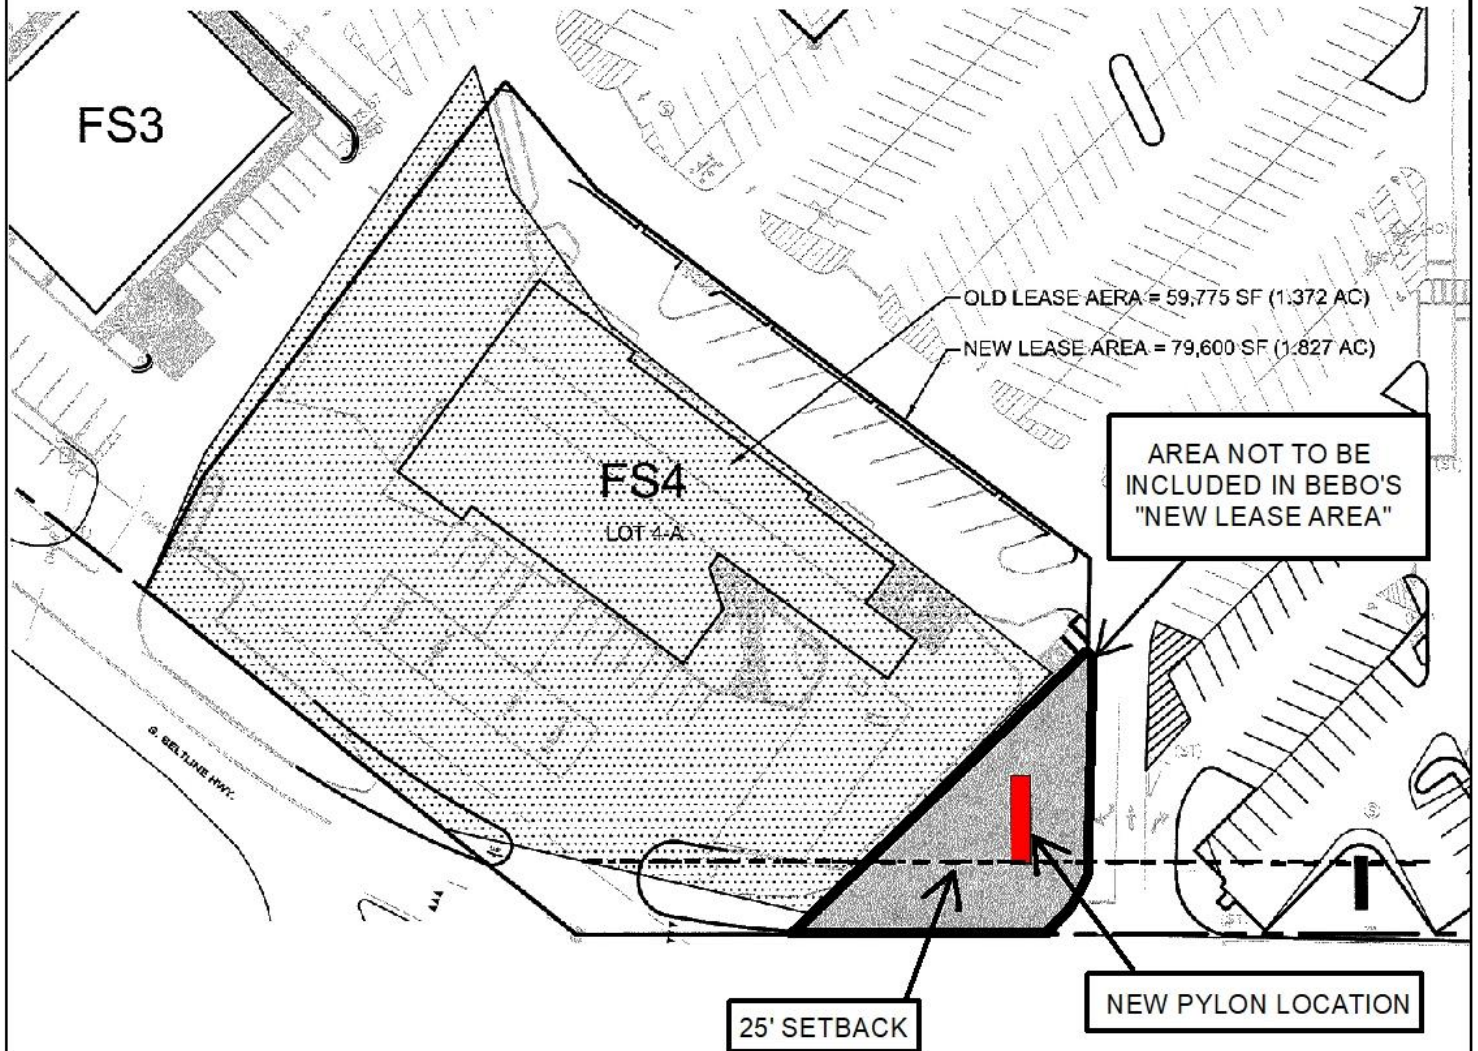 FS3
OLD LEASE AERA = 59,775 SF (1.372 AC)
NEW LEASE AREA = 79,600 SF (1.827 AC)
AREA NOT TO BE
INCLUDED IN BEBO'S
"NEW LEASE AREA"
FS4
LOT 4-A
S. BELTLINE HWY.
NEW PYLON LOCATION
25' SETBACK